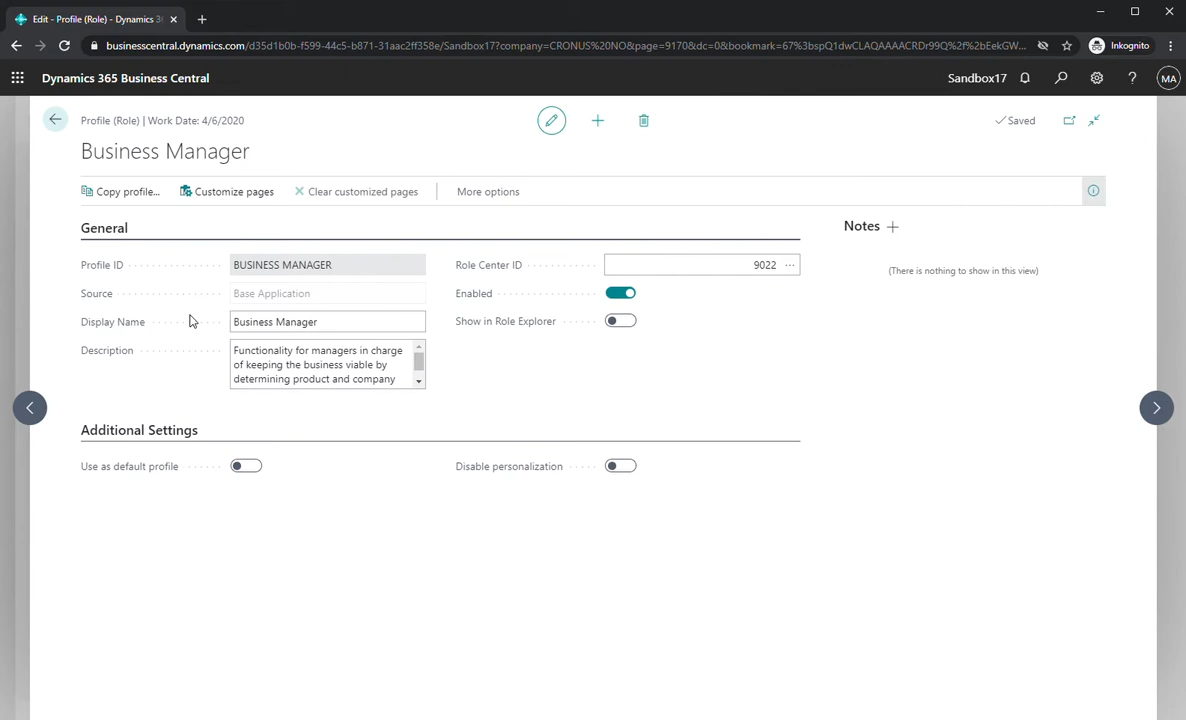 Edit - Profile (Role) - Dynamics 36
businesscentral.dynamics.com/d35d1b0b-f599-44c5-b871-31aac2ff358e/Sandbox17?company=CRONUS%20NO&page=9170&dc=0&bookmark=67%3bspQ1dwCLAQAAAACRDr99Q%2f%2bEekGW...
Inkognito
Dynamics 365 Business Central
Sandbox17
MA
Profile (Role) | Work Date: 4/6/2020
Saved
Business Manager
Copy profile...
Customize pages
Clear customized pages
More options
General
Notes
Profile ID
BUSINESS MANAGER
Role Center ID
9022
(There is nothing to show in this view)
Source
Base Application
Enabled
Display Name
Business Manager
Show in Role Explorer
Description
Functionality for managers in charge
of keeping the business viable by
determining product and company
Additional Settings
Use as default profile
Disable personalization